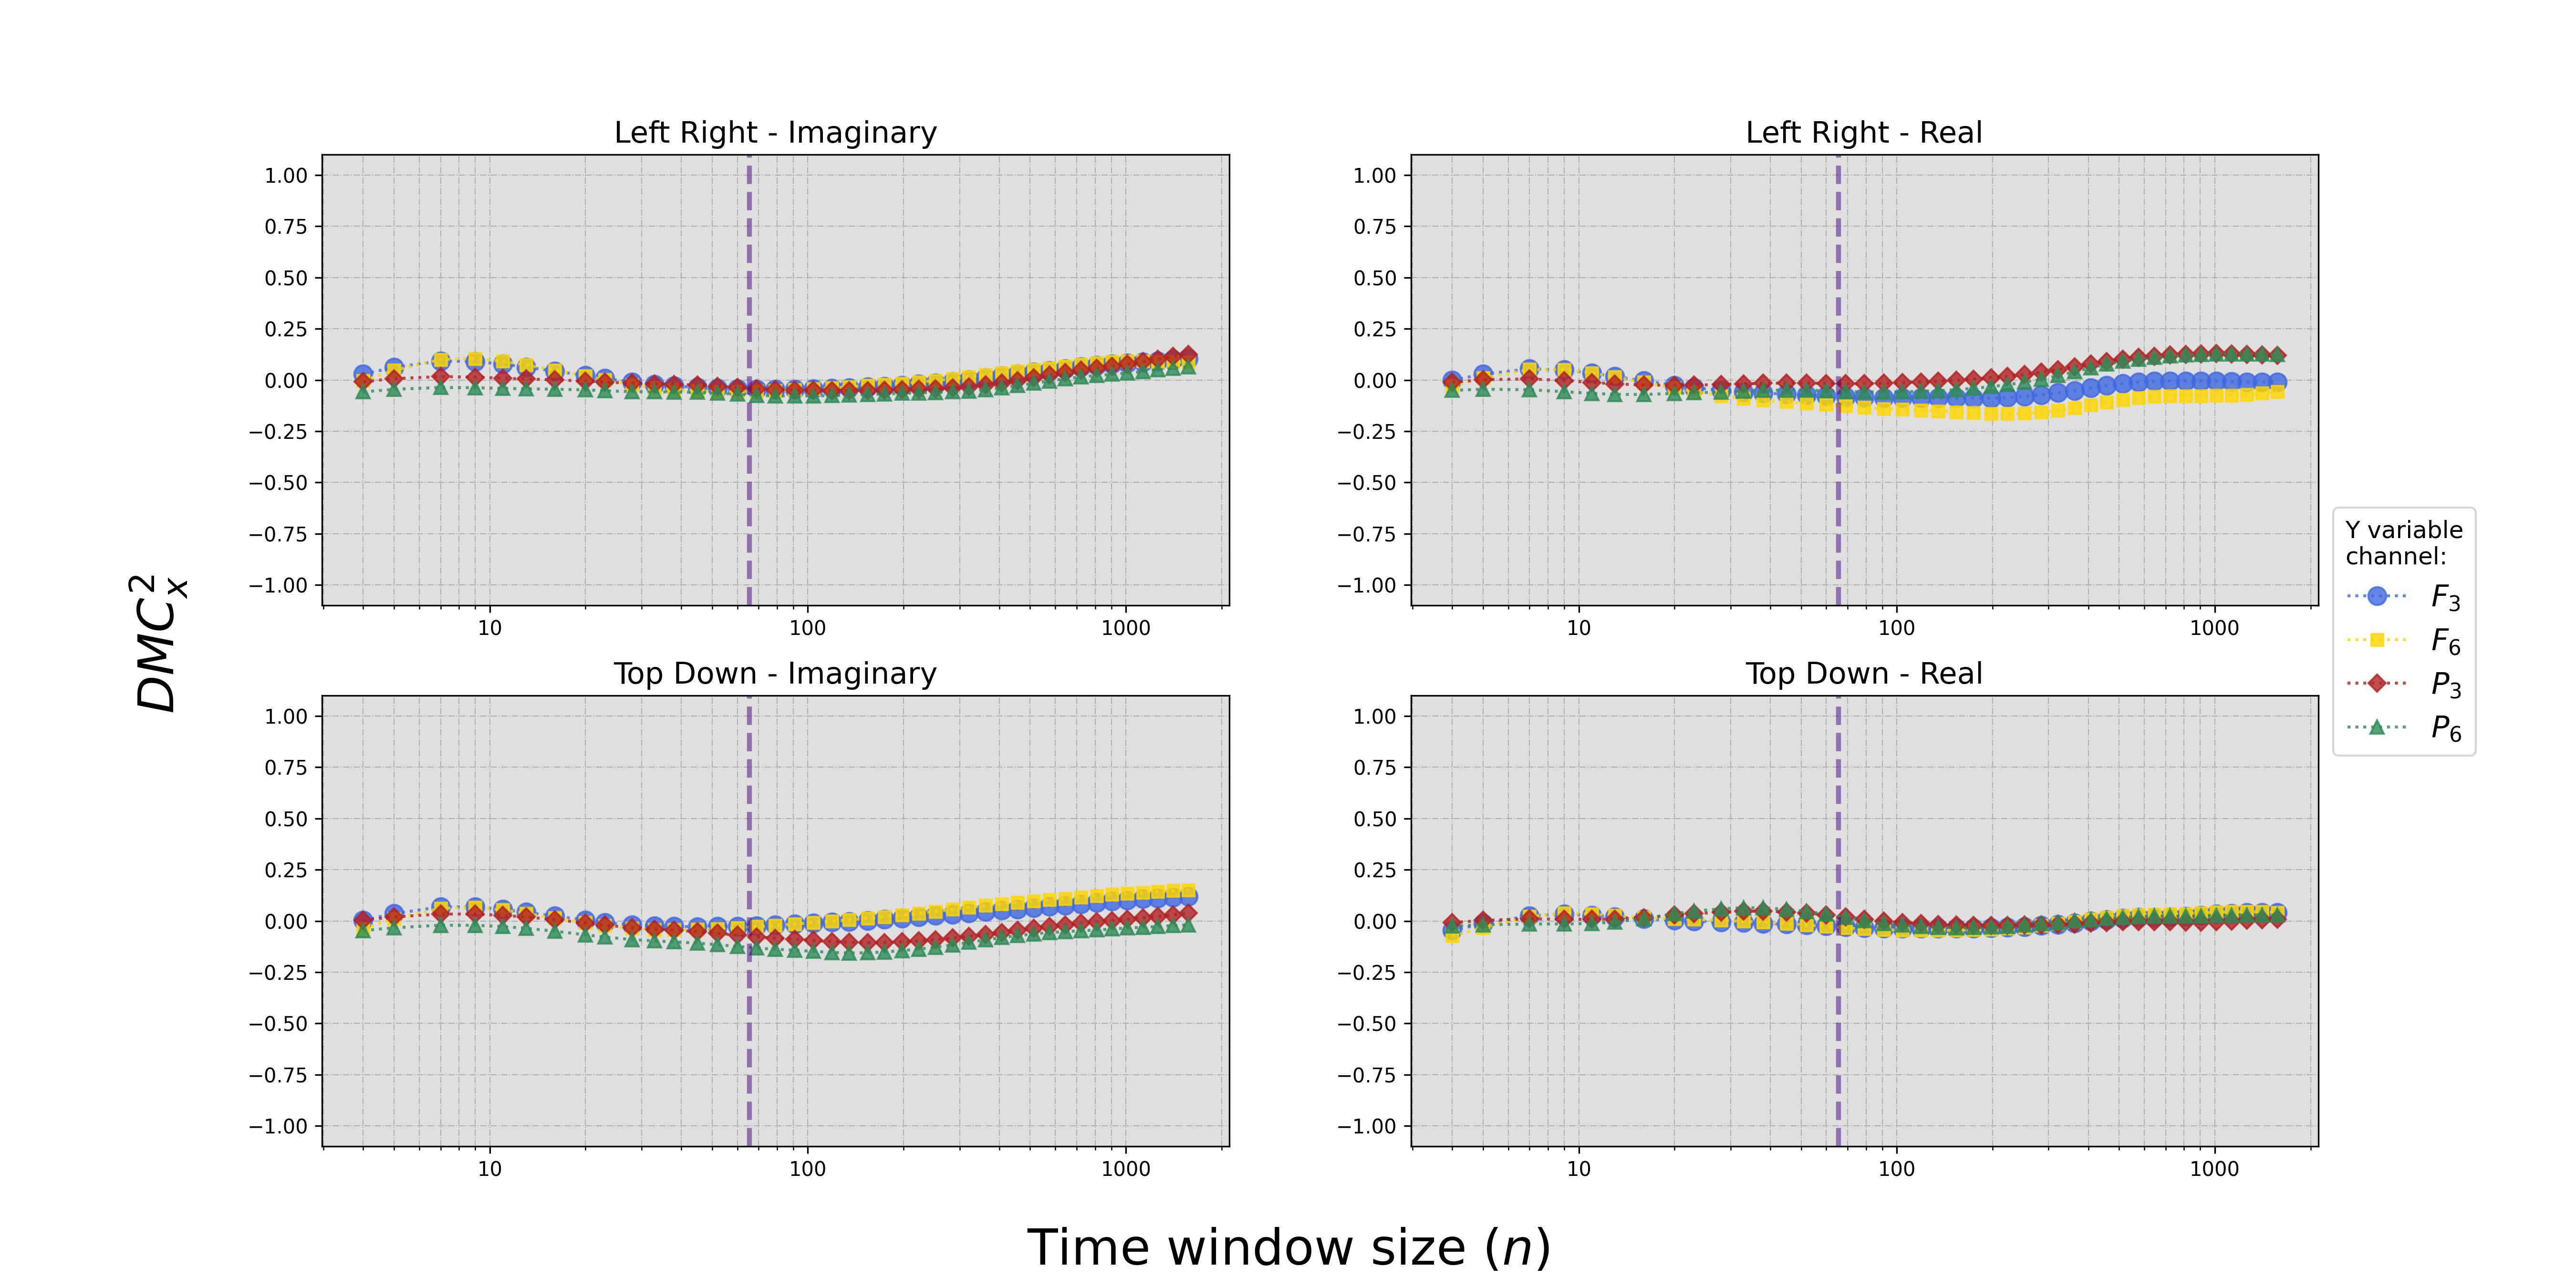 Left Right - Imaginary
1.00
0.75
0.50
0.25
0.00
−0.25
−0.50
−0.75
−1.00
10 100 1000
Left Right - Real
1.00
0.75
0.50
0.25
0.00
−0.25
−0.50
−0.75
−1.00
10 100 1000
Top Down - Imaginary
1.00
0.75
0.50
0.25
0.00
−0.25
−0.50
−0.75
−1.00
10 100 1000
Top Down - Real
1.00
0.75
0.50
0.25
0.00
−0.25
−0.50
−0.75
−1.00
10 100 1000
Y variable
channel:
F₃
F₆
P₃
P₆
DMC²ₓ
Time window size (n)